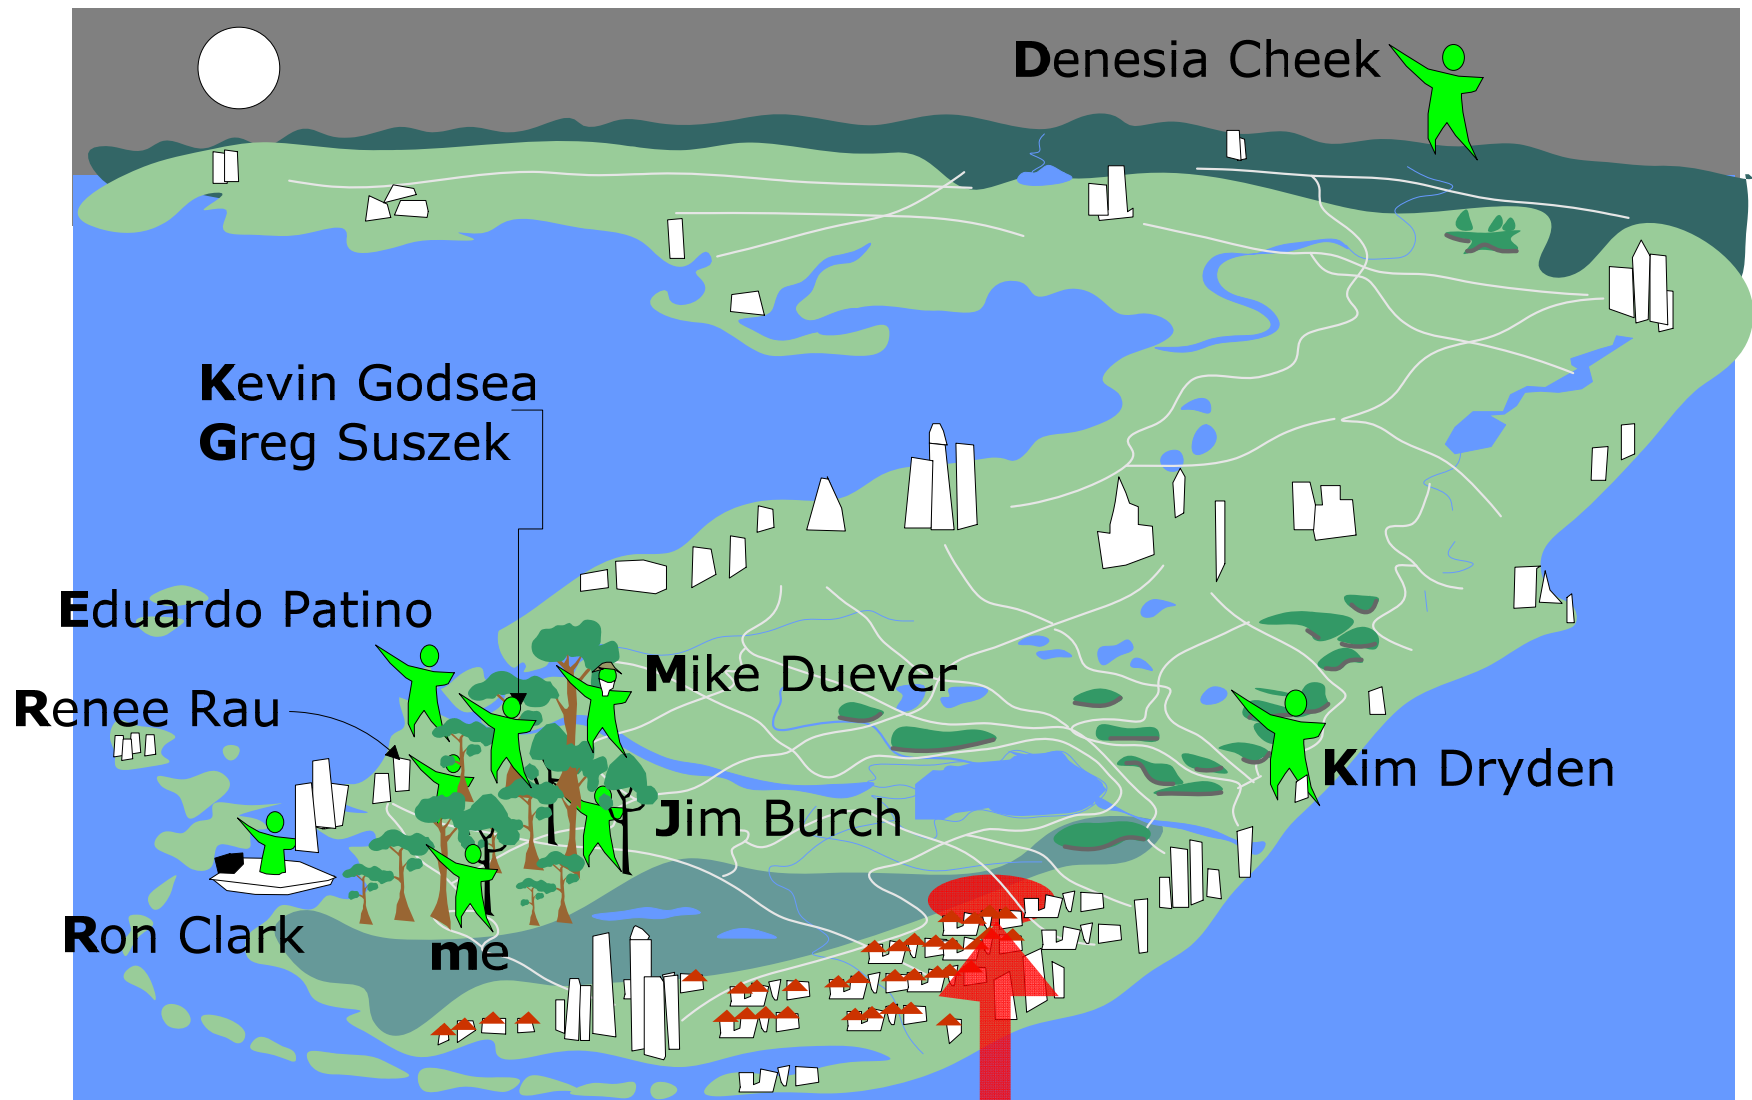 Denesia Cheek
Kevin Godsea
Greg Suszek
Eduardo Patino
Mike Duever
Renee Rau
Kim Dryden
Jim Burch
Ron Clark
me